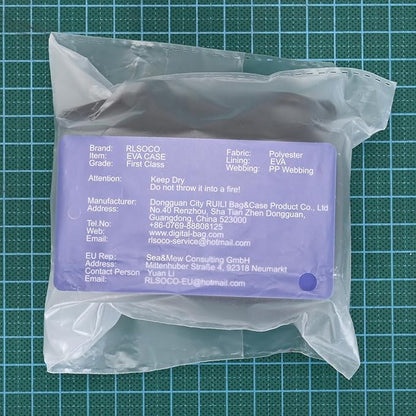 Brand: RLSOCO Fabric: Polyester
Item: EVA CASE Lining: EVA
Grade: First Class Webbing: PP Webbing
Attention: Keep Dry
Do not throw it into a fire!
Manufacturer: Dongguan City RUILI Bag&Case Product Co., Ltd
Address: No.40 Renzhou, Sha Tian Zhen Dongguan,
Guangdong, China 523000
Tel.No: +86-0769-88808125
Web: www.digital-bag.com
Email: rlsoco-service@hotmail.com
EU Rep: Sea&Mew Consulting GmbH
Address: Mittenhuber Straße 4, 92318 Neumarkt
Contact Person Yuan Li
Email: RLSOCO-EU@hotmail.com